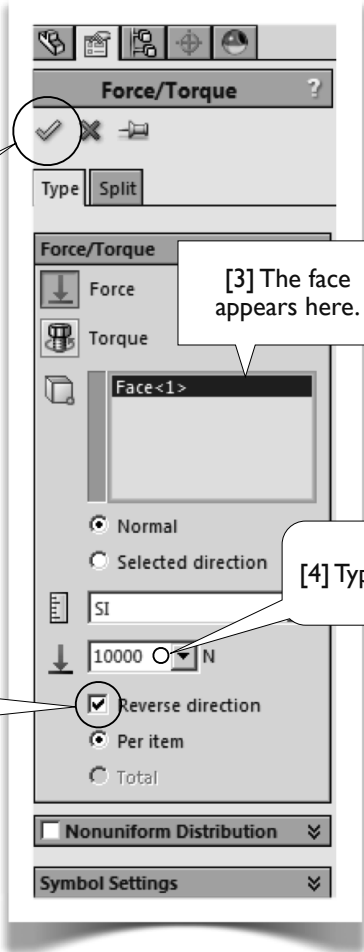 Force/Torque ?
Type Split
Force/Torque
Force
[3] The face
appears here.
Torque
Face<1>
Normal
Selected direction
[4] Typ
SI
10000 N
Reverse direction
Per item
Total
Nonuniform Distribution
Symbol Settings